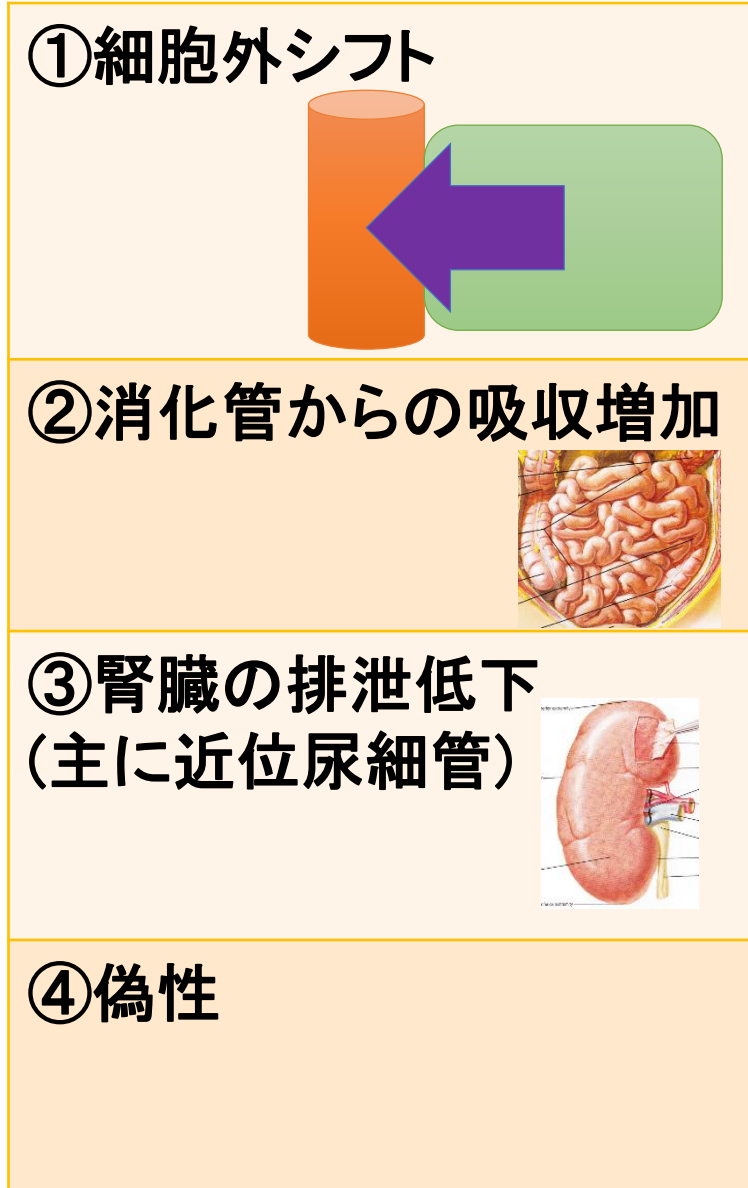 ①細胞外シフト
②消化管からの吸収増加
③腎臓の排泄低下
(主に近位尿細管)
④偽性